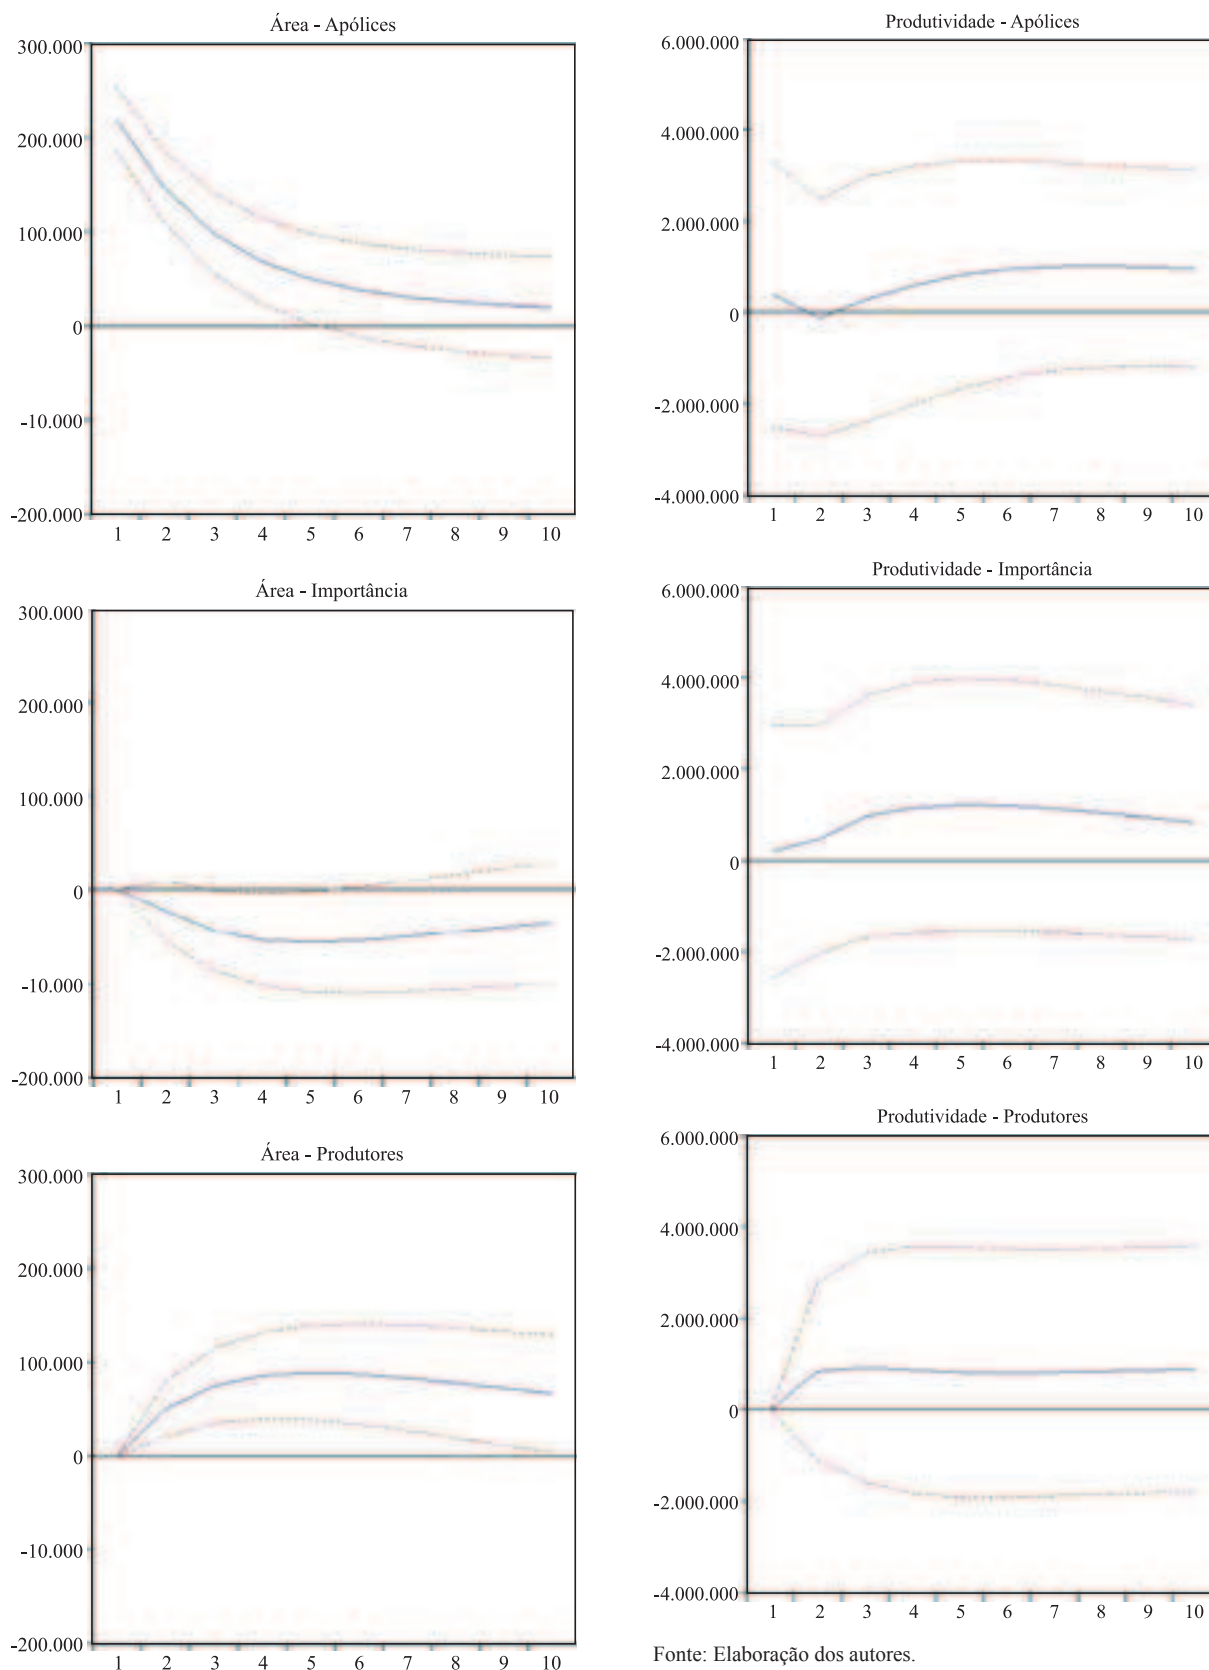 Área - Apólices
300.000
200.000
100.000
0
-10.000
-200.000
1 2 3 4 5 6 7 8 9 10
Produtividade - Apólices
6.000.000
4.000.000
2.000.000
0
-2.000.000
-4.000.000
1 2 3 4 5 6 7 8 9 10
Área - Importância
300.000
200.000
100.000
0
-10.000
-200.000
1 2 3 4 5 6 7 8 9 10
Produtividade - Importância
6.000.000
4.000.000
2.000.000
0
-2.000.000
-4.000.000
1 2 3 4 5 6 7 8 9 10
Área - Produtores
300.000
200.000
100.000
0
-10.000
-200.000
1 2 3 4 5 6 7 8 9 10
Produtividade - Produtores
6.000.000
4.000.000
2.000.000
0
-2.000.000
-4.000.000
1 2 3 4 5 6 7 8 9 10
Fonte: Elaboração dos autores.